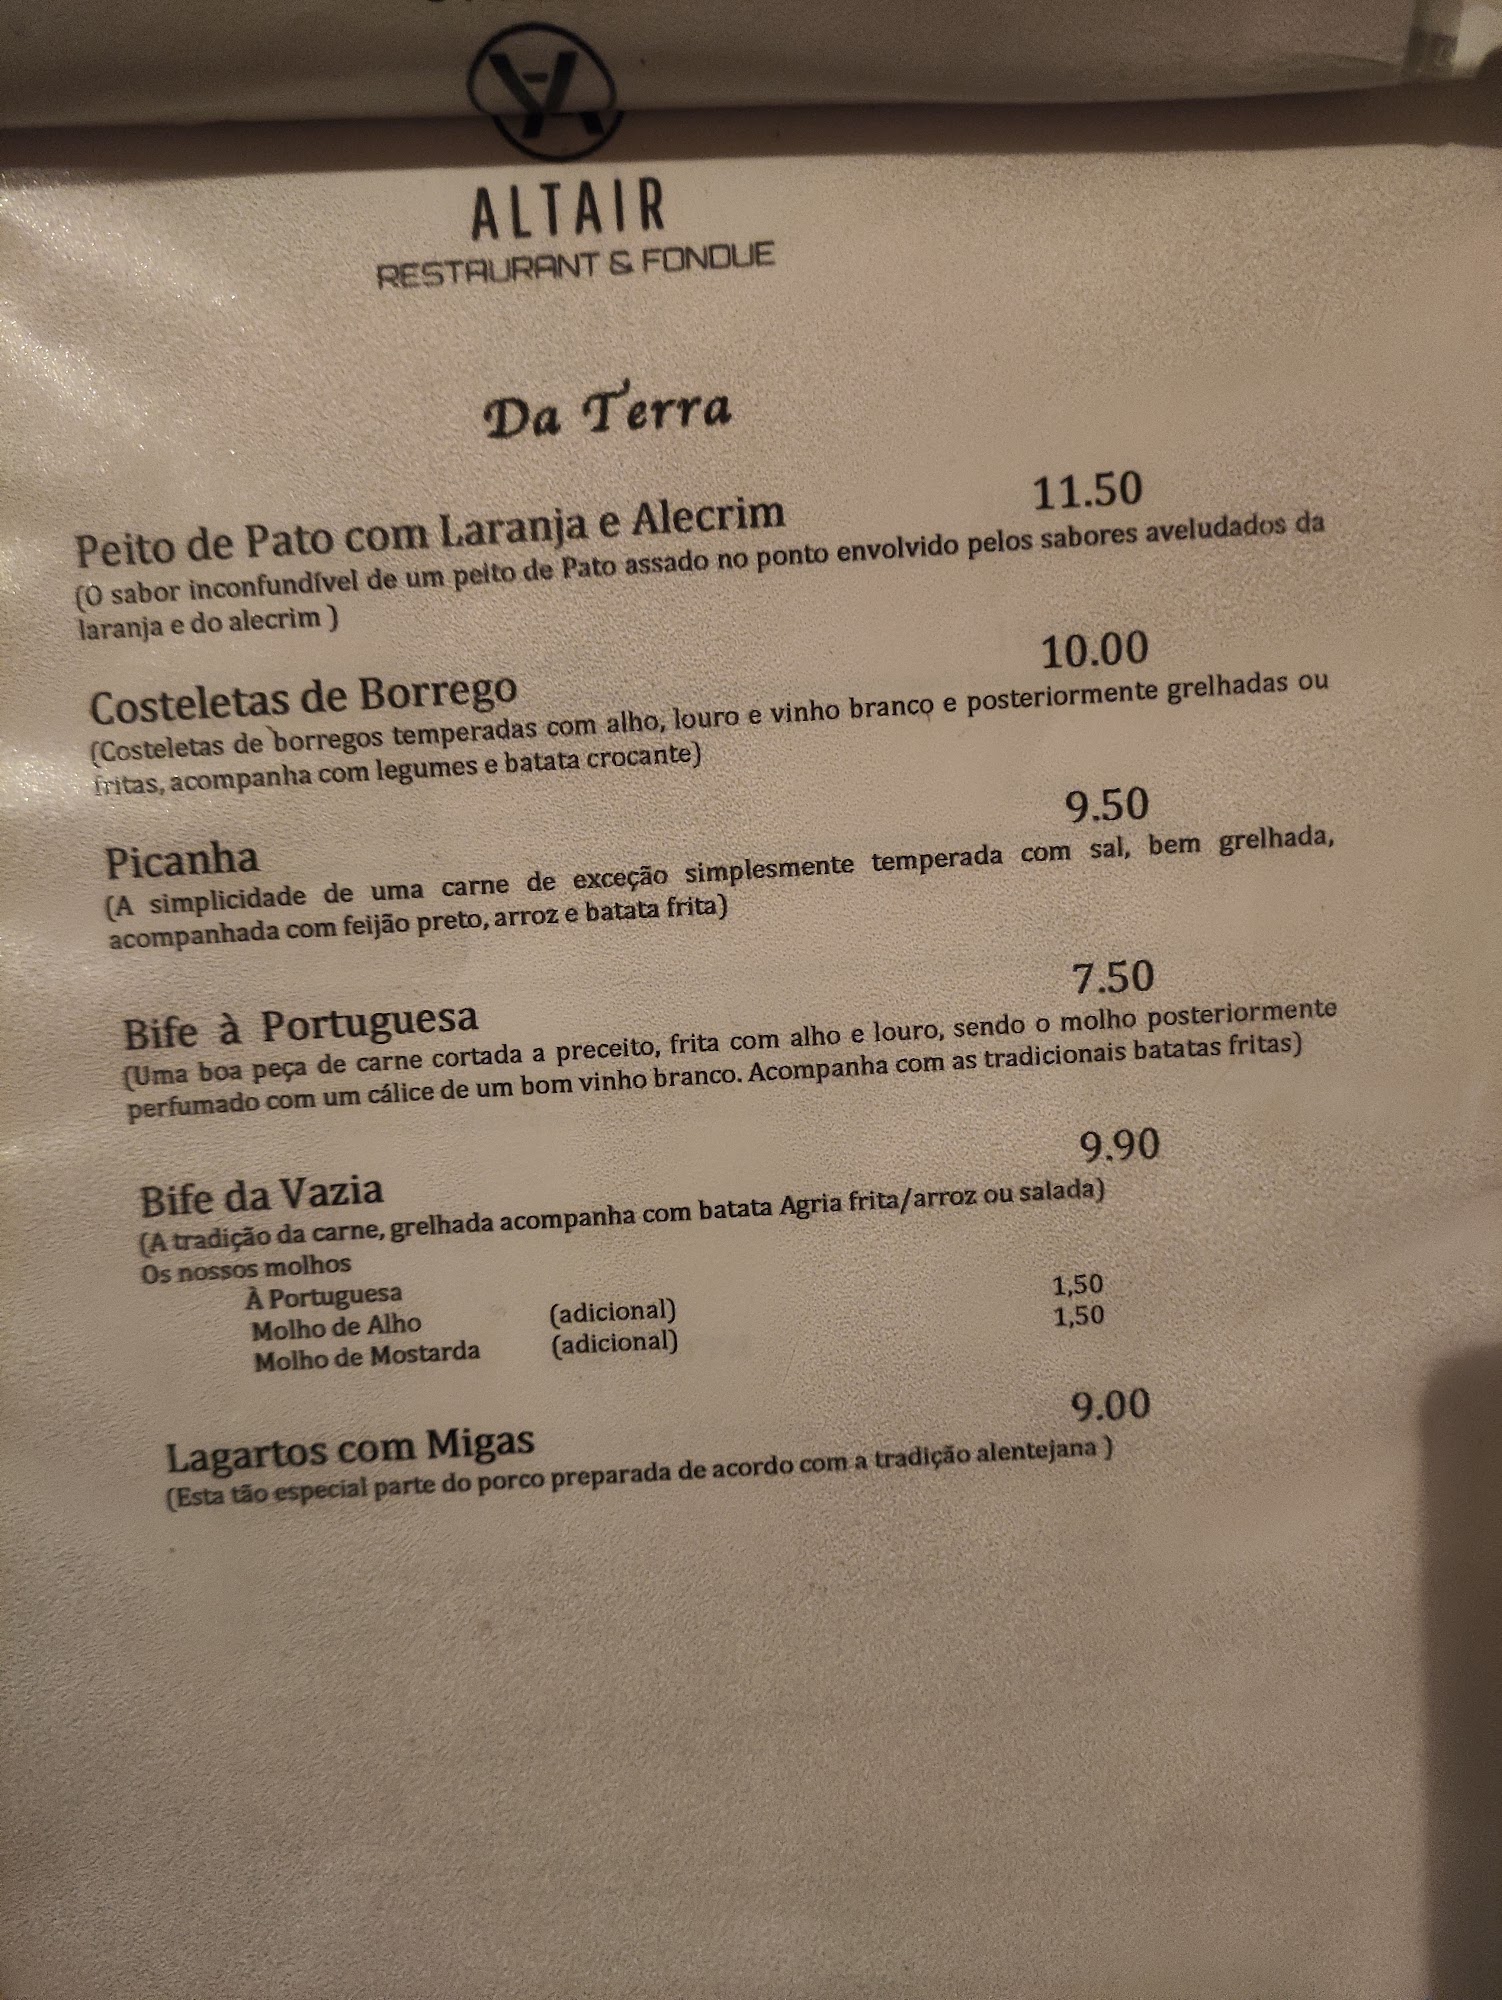 ALTAIR
RESTAURANT & FONDUE
Da Terra
Peito de Pato com Laranja e Alecrim 11.50
(O sabor inconfundível de um peito de Pato assado no ponto envolvido pelos sabores aveludados da
laranja e do alecrim )
Costeletas de Borrego 10.00
(Costeletas de borregos temperadas com alho, louro e vinho branco e posteriormente grelhadas ou
fritas, acompanha com legumes e batata crocante)
Picanha 9.50
(A simplicidade de uma carne de exceção simplesmente temperada com sal, bem grelhada,
acompanhada com feijão preto, arroz e batata frita)
Bife à Portuguesa 7.50
(Uma boa peça de carne cortada a preceito, frita com alho e louro, sendo o molho posteriormente
perfumado com um cálice de um bom vinho branco. Acompanha com as tradicionais batatas fritas)
Bife da Vazia 9.90
(A tradição da carne, grelhada acompanha com batata Agria frita/arroz ou salada)
Os nossos molhos
À Portuguesa
Molho de Alho (adicional) 1,50
Molho de Mostarda (adicional) 1,50
Lagartos com Migas 9.00
(Esta tão especial parte do porco preparada de acordo com a tradição alentejana )